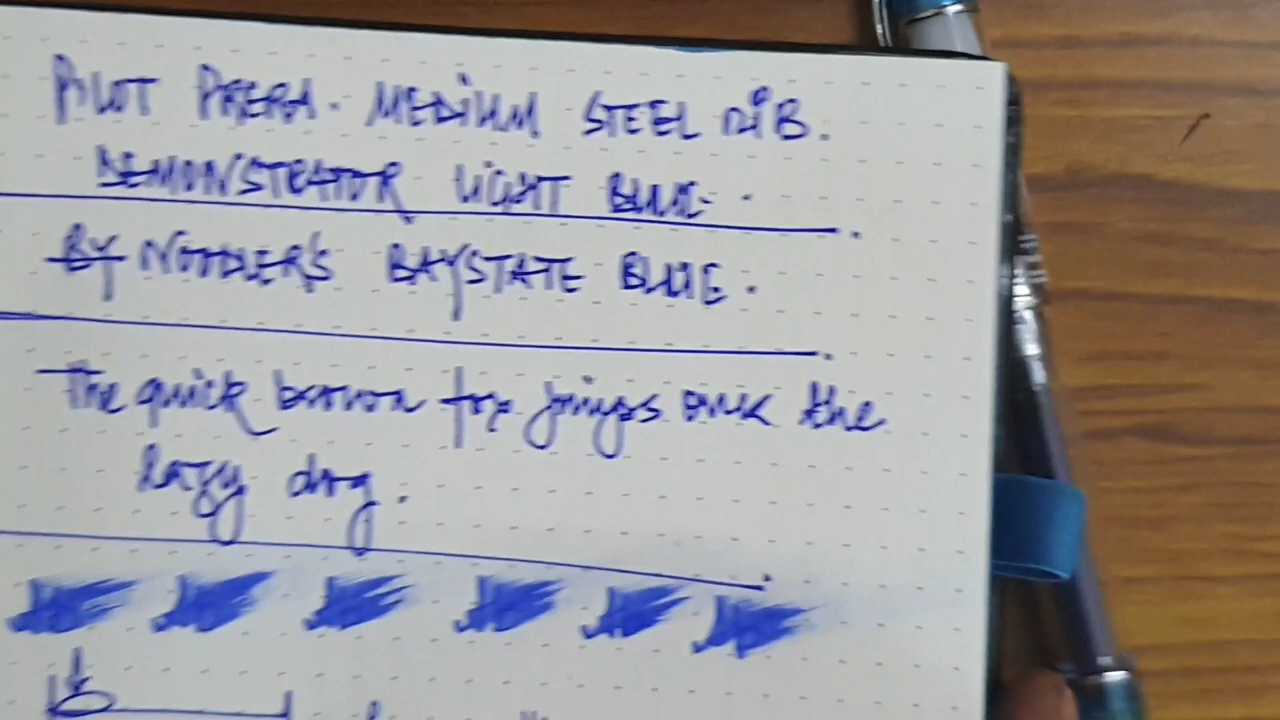 PILOT PRERA. MEDIUM STEEL NIB.
DEMONSTRATOR LIGHT BLUE.
BY NOODLER'S BAYSTATE BLUE.
The quick brown fox jumps over the
lazy dog.